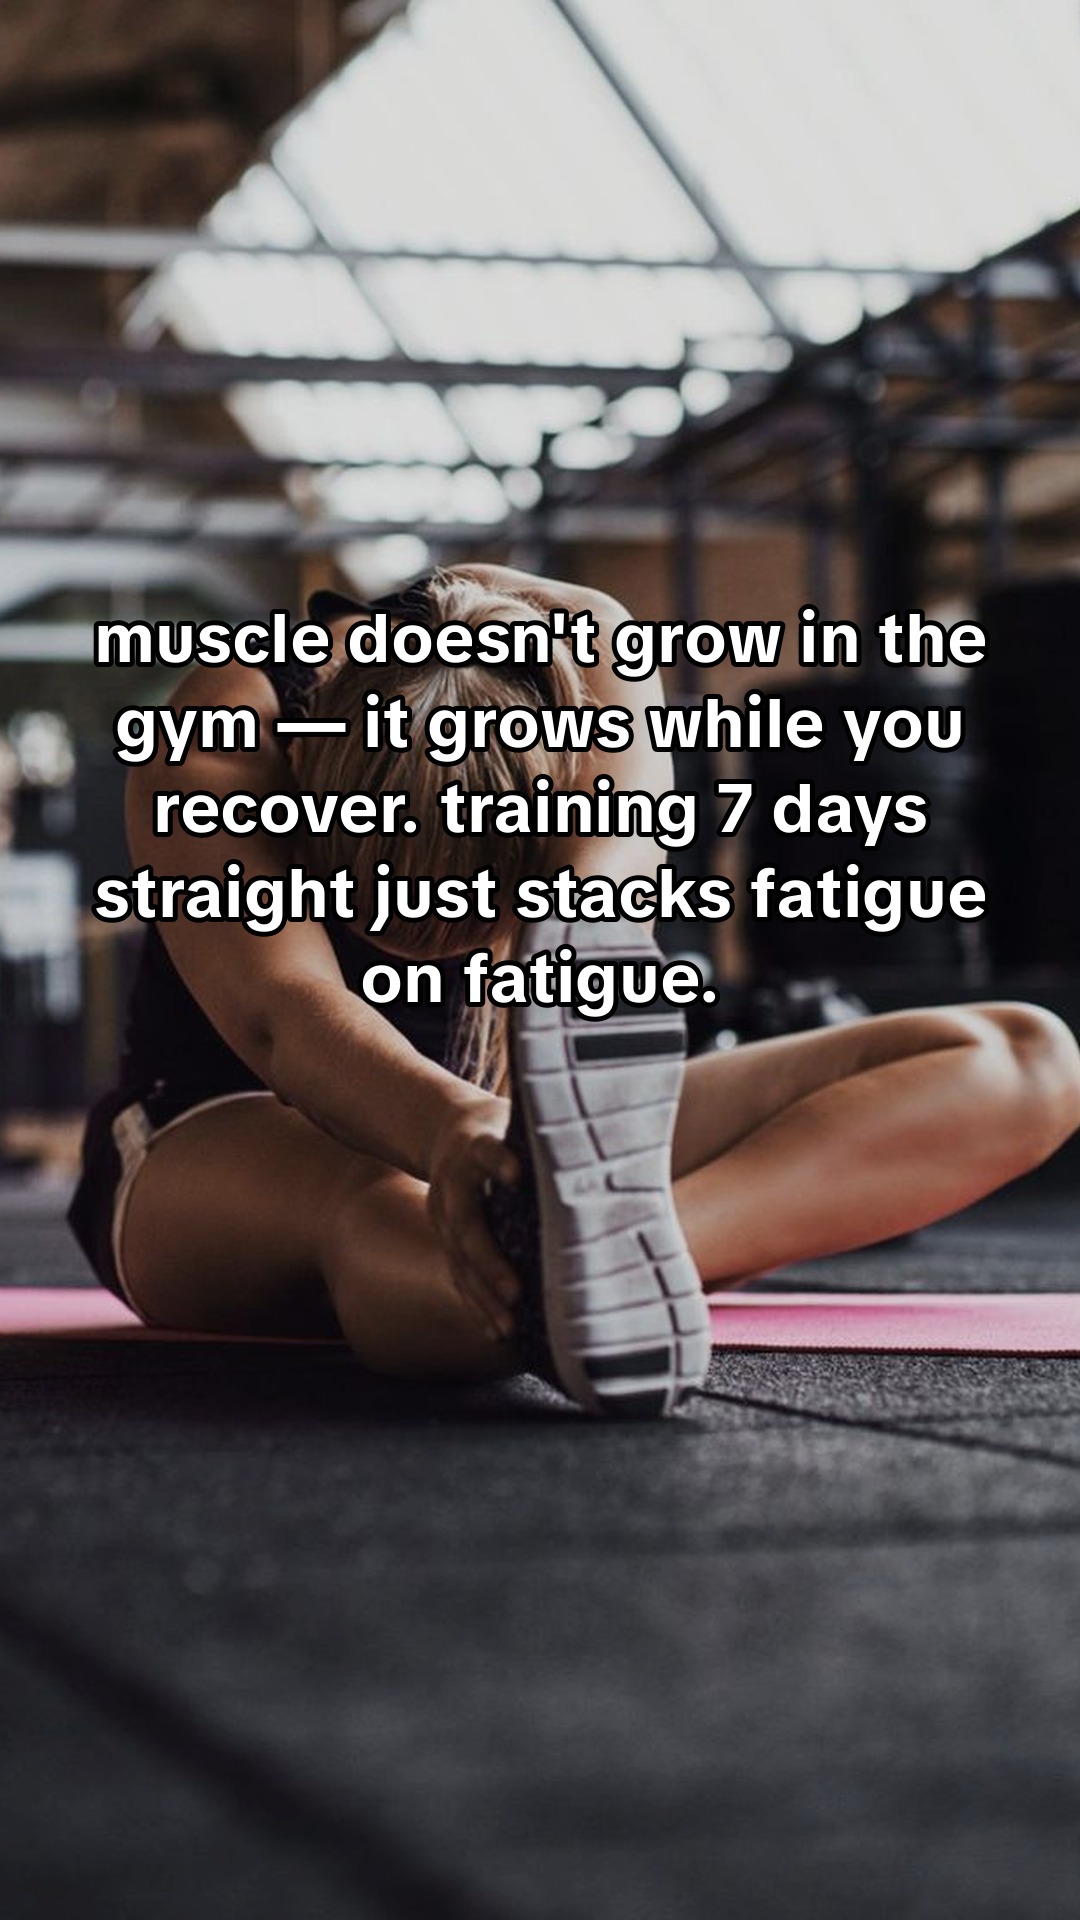 muscle doesn't grow in the
gym — it grows while you
recover. training 7 days
straight just stacks fatigue
on fatigue.